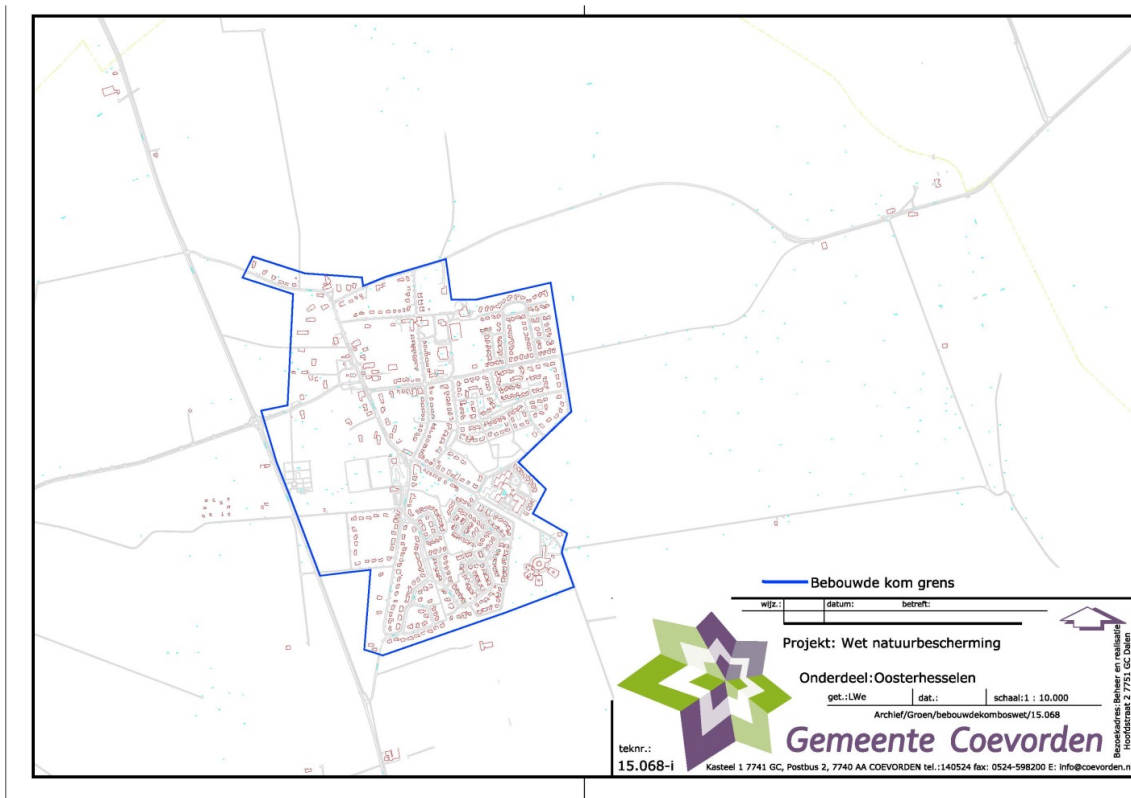 Bebouwde kom grens
wijz.: datum: betreft:
Projekt: Wet natuurbescherming
Onderdeel:Oosterhesselen
get.:LWe dat.: schaal:1 : 10.000
Archief/Groen/bebouwdekomboswet/15.068
Gemeente Coevorden
teknr.:
15.068-i
Kasteel 1 7741 GC, Postbus 2, 7740 AA COEVORDEN tel.:140524 fax: 0524-598200 E: info@coevorden.n
Bezoekadres:Beheer en realisatie
Hoofdstraat 2 7751 GC Dalen